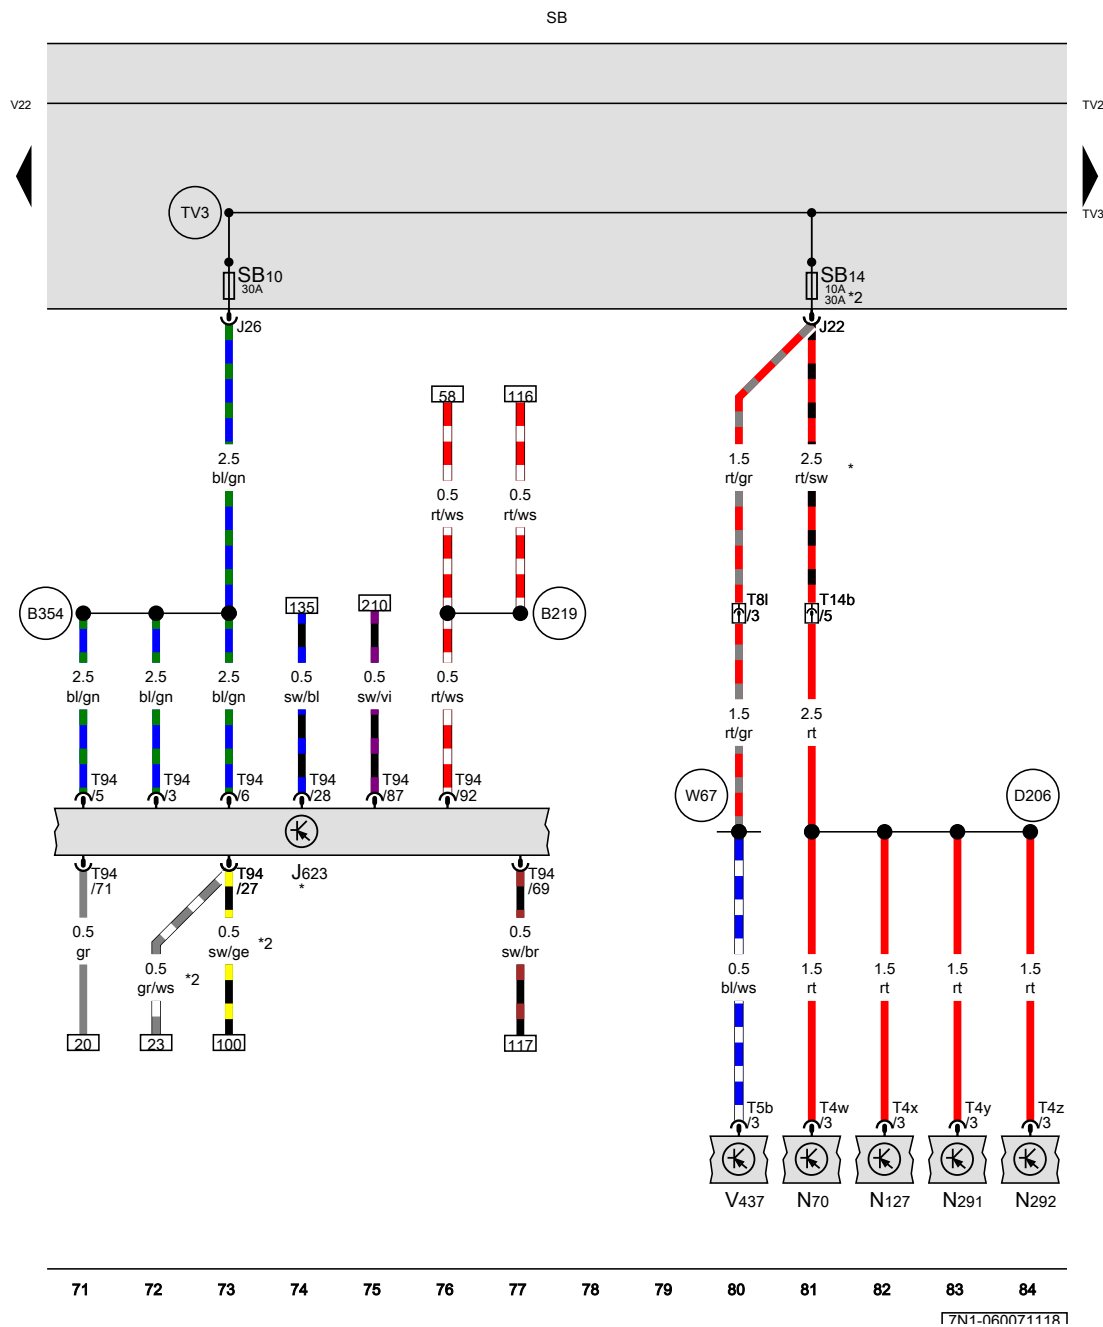 SB
V22
TV2
TV3
TV3
SB10
30A
SB14
10A
30A *2
J26
J22
58
116
2.5
bl/gn
1.5
rt/gr
2.5
rt/sw
*
0.5
rt/ws
0.5
rt/ws
B354
135
210
B219
T8l
/3
T14b
/5
2.5
bl/gn
2.5
bl/gn
2.5
bl/gn
0.5
sw/bl
0.5
sw/vi
0.5
rt/ws
1.5
rt/gr
2.5
rt
T94
/5
T94
/3
T94
/6
T94
/28
T94
/87
T94
/92
W67
D206
T94
/71
T94
/27
J623
*
T94
/69
0.5
gr
0.5
sw/ge
*2
0.5
sw/br
0.5
gr/ws
*2
0.5
bl/ws
1.5
rt
1.5
rt
1.5
rt
1.5
rt
20
23
100
117
T5b
/3
T4w
/3
T4x
/3
T4y
/3
T4z
/3
V437
N70
N127
N291
N292
71 72 73 74 75 76 77 78 79 80 81 82 83 84
7N1-060071118